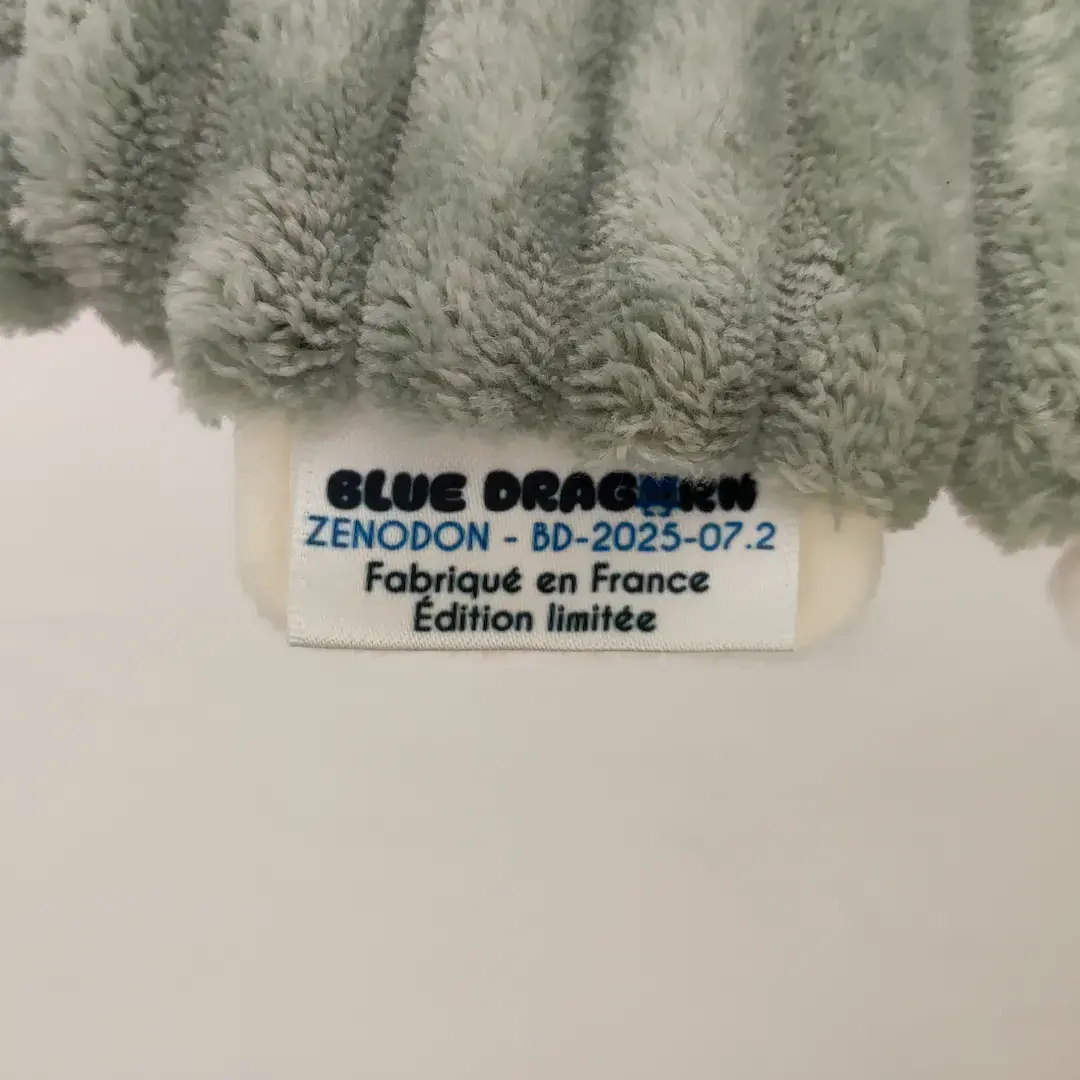 BLUE
ZENODON - BD-2025-07.2
Fabriqué en France
Édition limitée